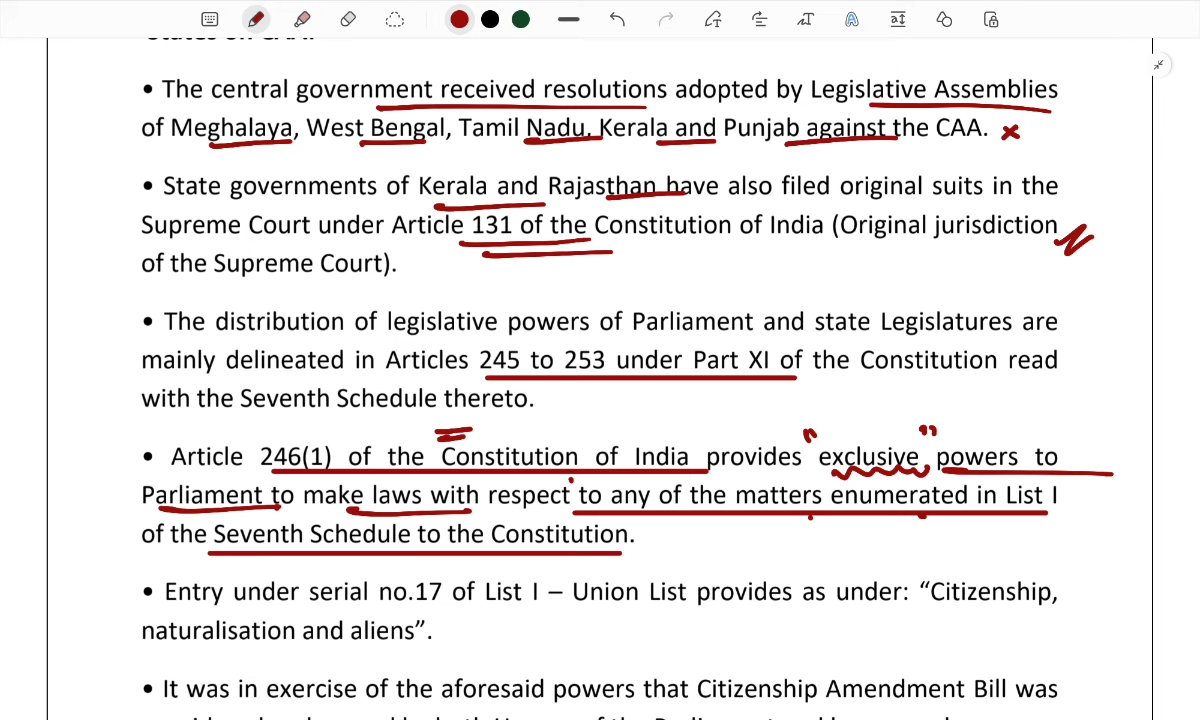 • The central government received resolutions adopted by Legislative Assemblies
of Meghalaya, West Bengal, Tamil Nadu, Kerala and Punjab against the CAA.
• State governments of Kerala and Rajasthan have also filed original suits in the
Supreme Court under Article 131 of the Constitution of India (Original jurisdiction
of the Supreme Court).
• The distribution of legislative powers of Parliament and state Legislatures are
mainly delineated in Articles 245 to 253 under Part XI of the Constitution read
with the Seventh Schedule thereto.
• Article 246(1) of the Constitution of India provides "exclusive" powers to
Parliament to make laws with respect to any of the matters enumerated in List I
of the Seventh Schedule to the Constitution.
• Entry under serial no.17 of List I – Union List provides as under: “Citizenship,
naturalisation and aliens”.
• It was in exercise of the aforesaid powers that Citizenship Amendment Bill was